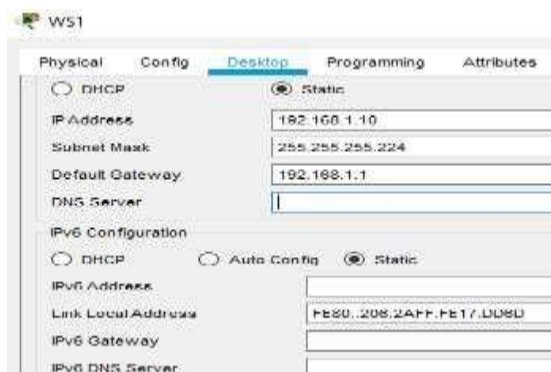 WS1
Physical Config Desktop Programming Attributes
DHCP Static
IP Address 192.168.1.10
Subnet Mask 255.255.255.224
Default Gateway 192.168.1.1
DNS Server
IPv6 Configuration
DHCP Auto Config Static
IPv6 Address
Link Local Address FE80::208:2AFF:FE17:DD8D
IPv6 Gateway
IPv6 DNS Server